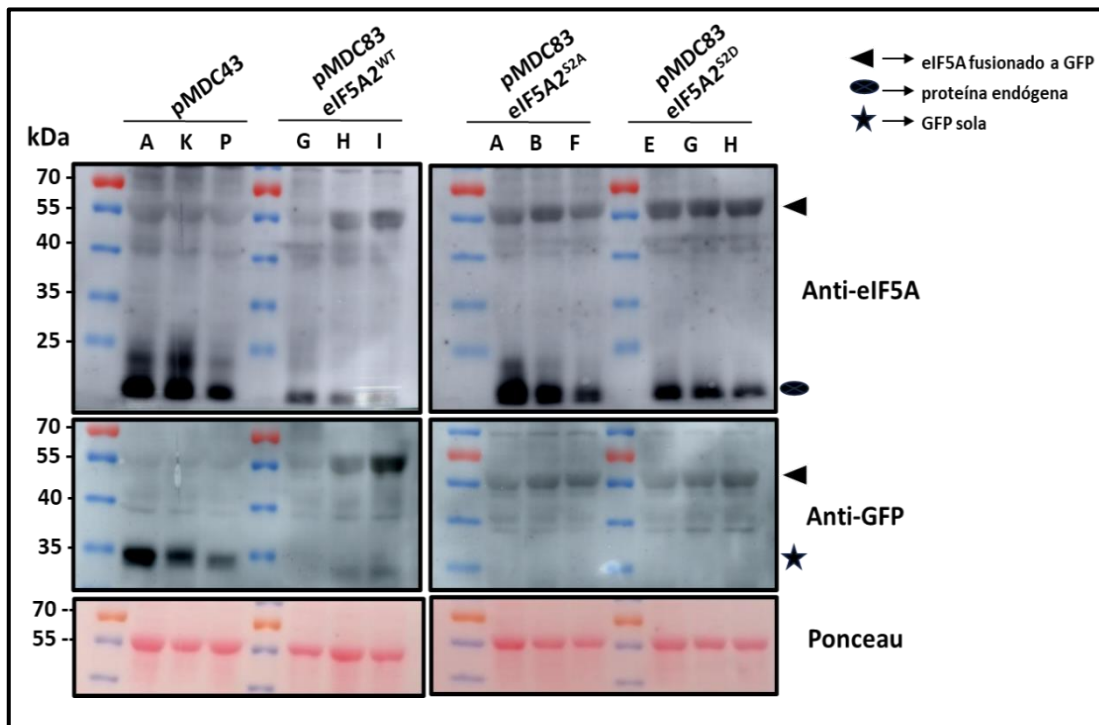 pMDC43
pMDC83
eIF5A2WT
pMDC83
eIF5A2S2A
pMDC83
eIF5A2S2D
eIF5A fusionado a GFP
proteína endógena
GFP sola
kDa
A K P G H I A B F E G H
70
55
40
35
25
Anti-eIF5A
70
55
40
35
Anti-GFP
70
55
Ponceau